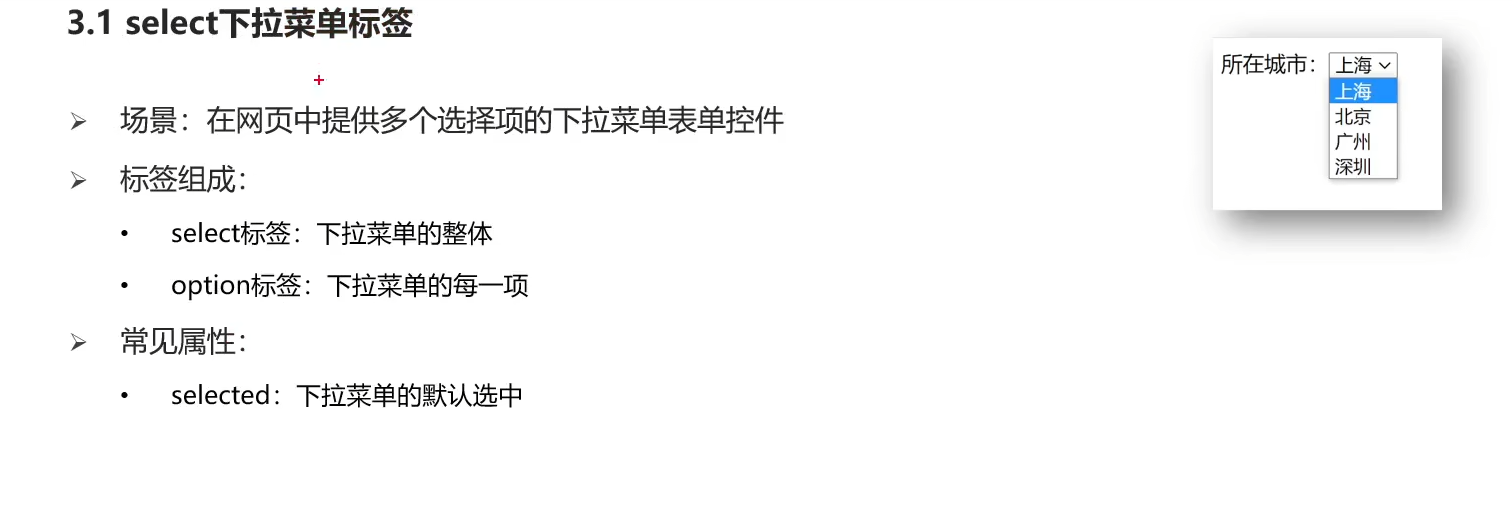 3.1 select下拉菜单标签
场景：在网页中提供多个选择项的下拉菜单表单控件
标签组成：
select标签：下拉菜单的整体
option标签：下拉菜单的每一项
常见属性：
selected：下拉菜单的默认选中
所在城市： 上海
上海
北京
广州
深圳